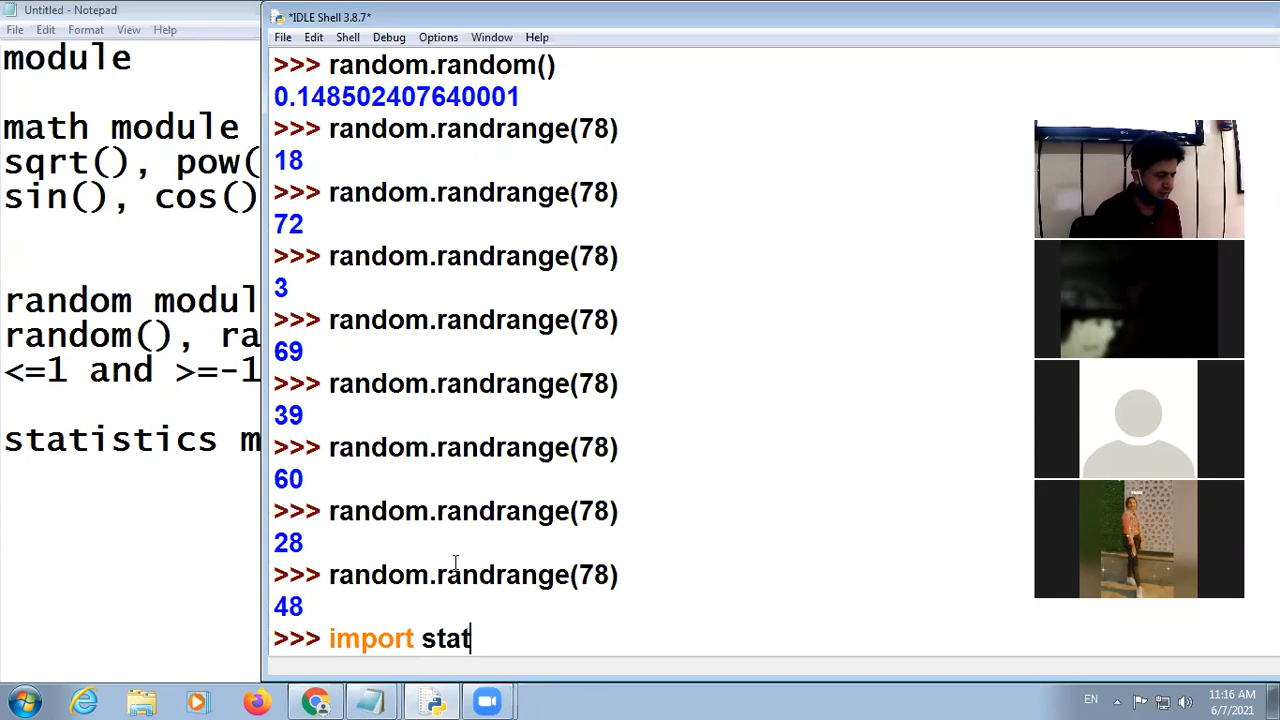 Untitled - Notepad
File Edit Format View Help
module
math module
sqrt(), pow(
sin(), cos()
random modul
random(), ra
<=1 and >=-1
statistics m
*IDLE Shell 3.8.7*
File Edit Shell Debug Options Window Help
>>> random.random()
0.148502407640001
>>> random.randrange(78)
18
>>> random.randrange(78)
72
>>> random.randrange(78)
3
>>> random.randrange(78)
69
>>> random.randrange(78)
39
>>> random.randrange(78)
60
>>> random.randrange(78)
28
>>> random.randrange(78)
48
>>> import stat
EN
11:16 AM
6/7/2021